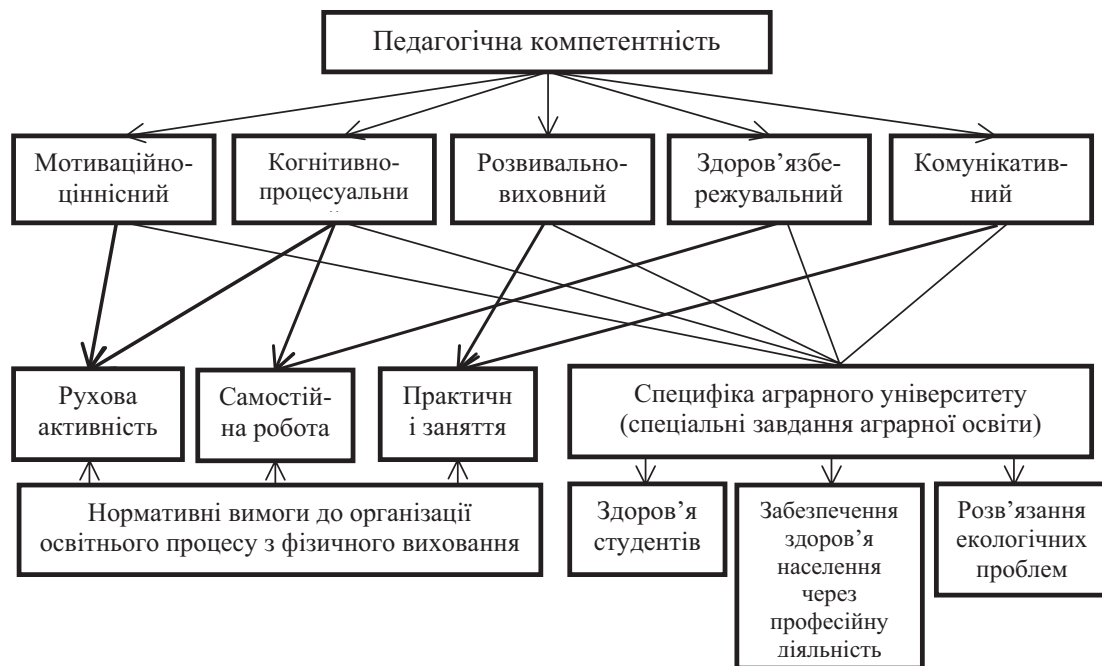 Педагогічна компетентність
Мотиваційно-
ціннісний
Когнітивно-
процесуальни
й
Розвивально-
виховний
Здоров’язбе-
режувальний
Комунікатив-
ний
Рухова
активність
Самостій-
на робота
Практичн
і заняття
Специфіка аграрного університету
(спеціальні завдання аграрної освіти)
Нормативні вимоги до організації
освітнього процесу з фізичного виховання
Здоров’я
студентів
Забезпечення
здоров’я
населення
через
професійну
діяльність
Розв’язання
екологічних
проблем